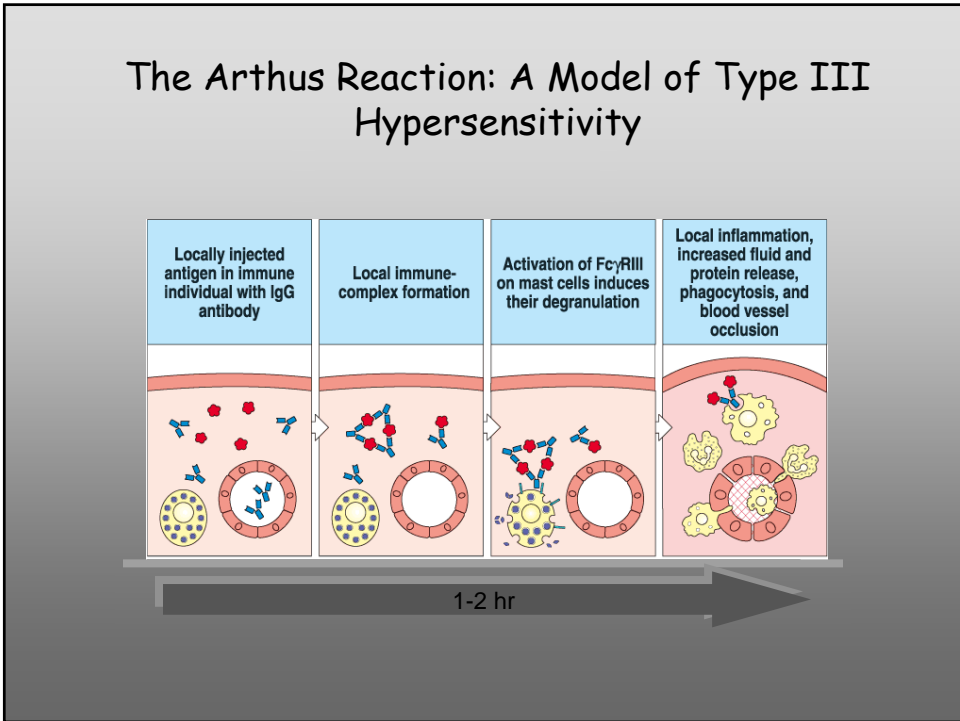 The Arthus Reaction: A Model of Type III
Hypersensitivity
Locally injected
antigen in immune
individual with IgG
antibody
Local immune-
complex formation
Activation of FcγRIII
on mast cells induces
their degranulation
Local inflammation,
increased fluid and
protein release,
phagocytosis, and
blood vessel
occlusion
1-2 hr